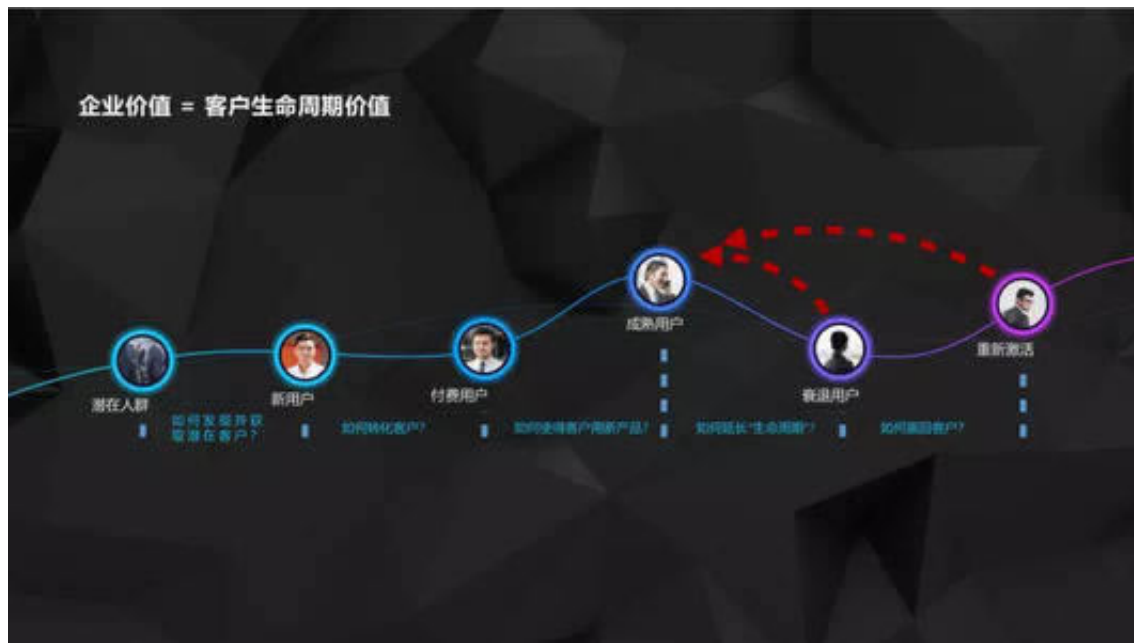 企业价值 = 客户生命周期价值
潜在人群
新用户
付费用户
成熟用户
衰退用户
重新激活
如何发现并获
取潜在客户？
如何转化客户？
如何使得客户用新产品？
如何延长“生命周期”？
如何赢回客户？